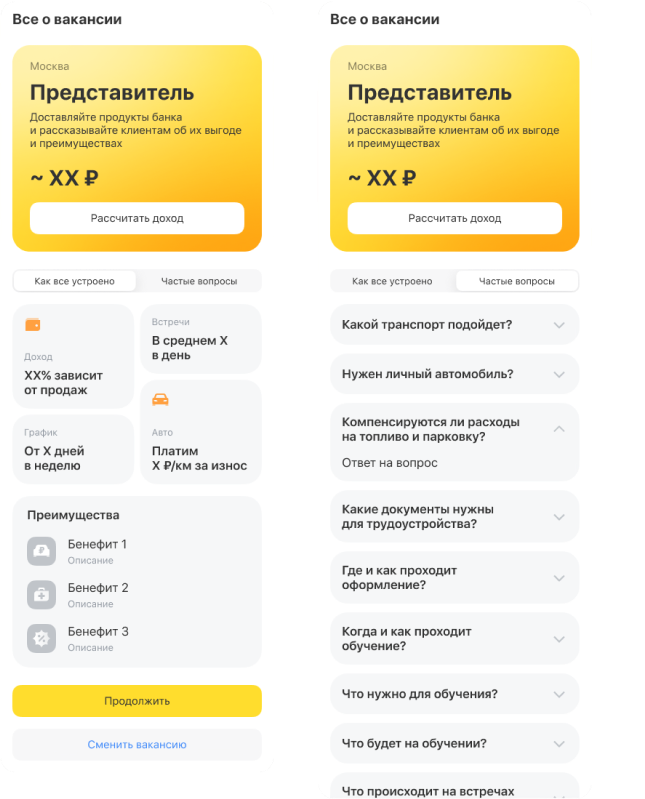 Все о вакансии
Москва
Представитель
Доставляйте продукты банка
и рассказывайте клиентам об их выгоде
и преимуществах
~ XX ₽
Рассчитать доход
Как все устроено
Частые вопросы
Доход
XX% зависит
от продаж
Встречи
В среднем X
в день
График
От X дней
в неделю
Авто
Платим
X ₽/км за износ
Преимущества
Бенефит 1
Описание
Бенефит 2
Описание
Бенефит 3
Описание
Продолжить
Сменить вакансию
Все о вакансии
Москва
Представитель
Доставляйте продукты банка
и рассказывайте клиентам об их выгоде
и преимуществах
~ XX ₽
Рассчитать доход
Как все устроено
Частые вопросы
Какой транспорт подойдет?
Нужен личный автомобиль?
Компенсируются ли расходы
на топливо и парковку?
Ответ на вопрос
Какие документы нужны
для трудоустройства?
Где и как проходит
оформление?
Когда и как проходит
обучение?
Что нужно для обучения?
Что будет на обучении?
Что происходит на встречах